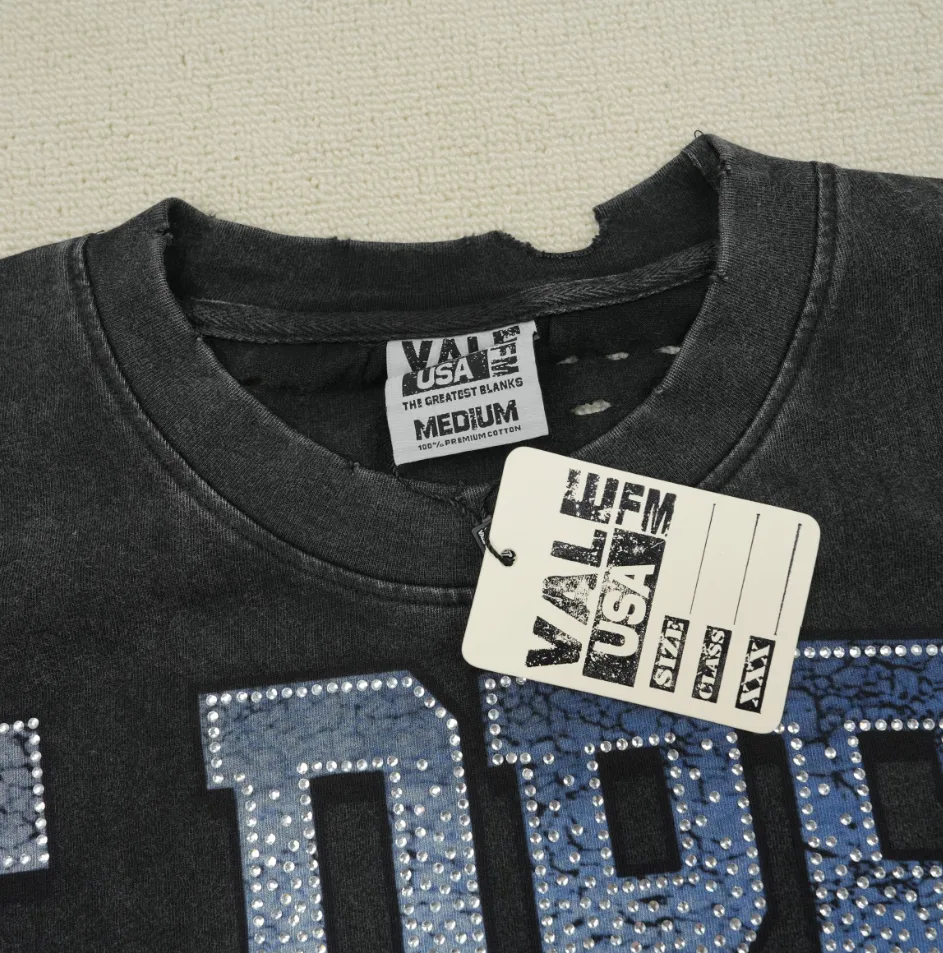 VALE
FM
USA
THE GREATEST BLANKS
MEDIUM
100% PREMIUM COTTON
VALE
FM
USA
SIZE
CLASS
XXX